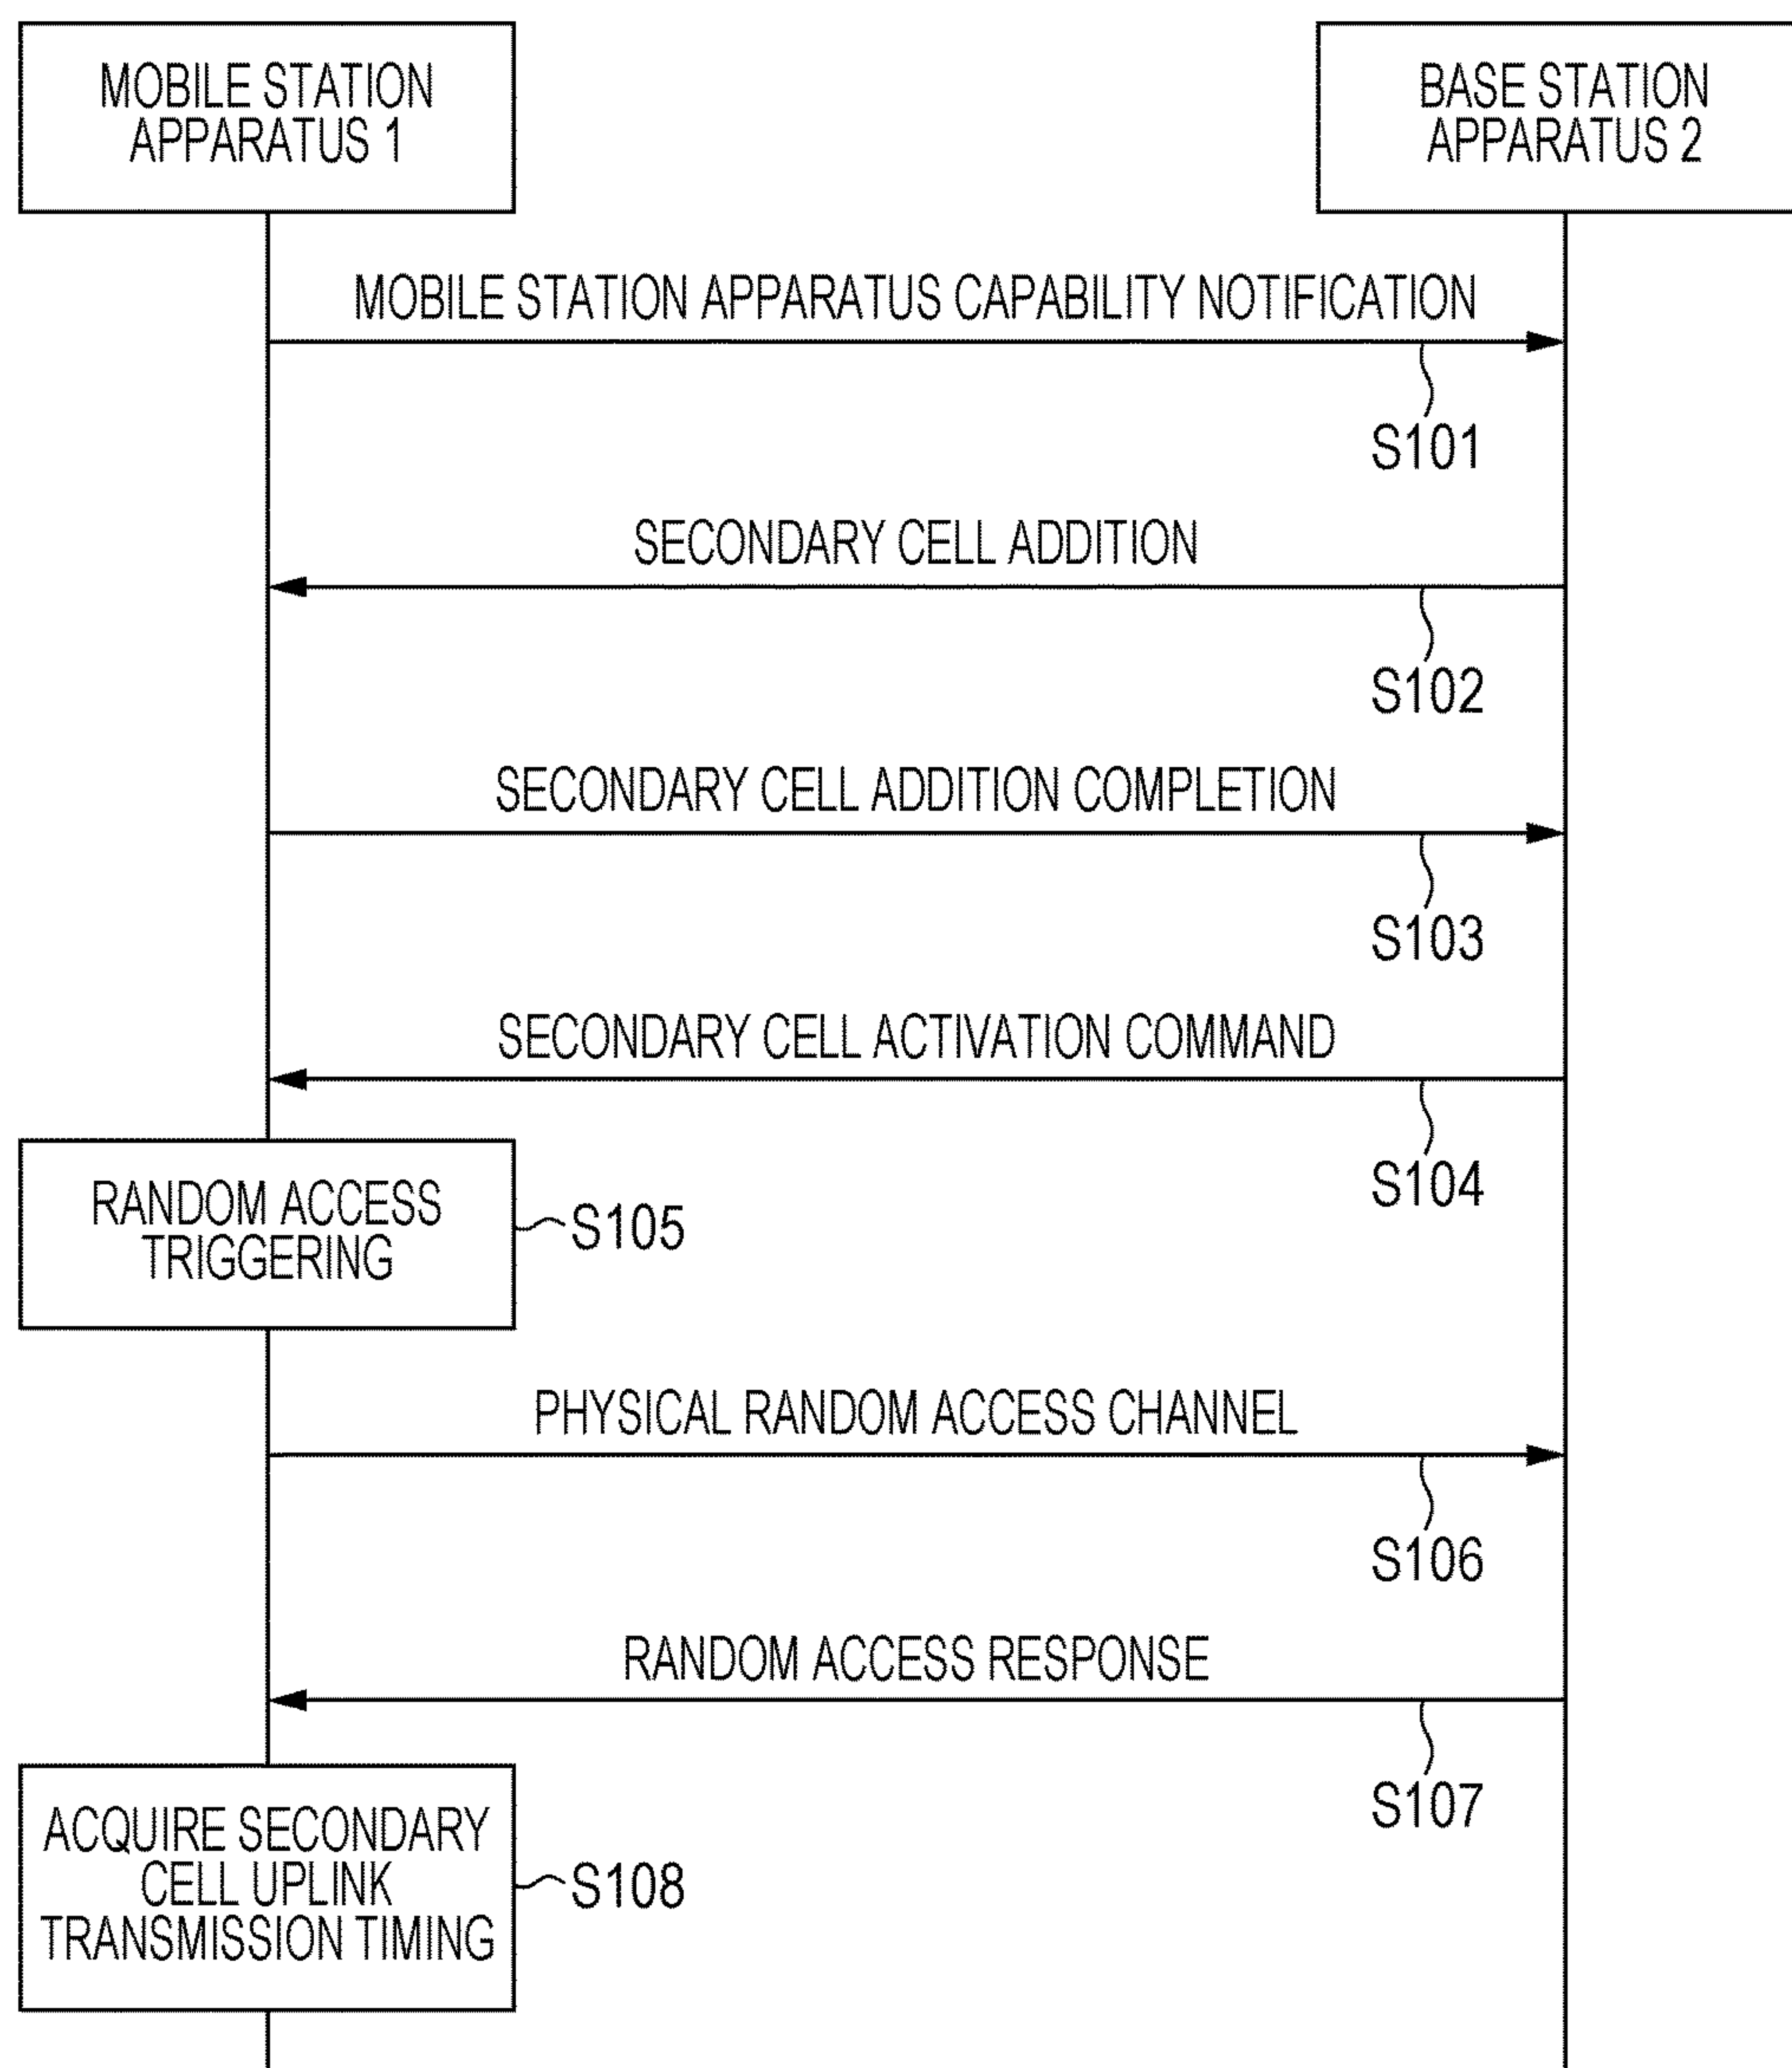 MOBILE STATION
APPARATUS 1
BASE STATION
APPARATUS 2
MOBILE STATION APPARATUS CAPABILITY NOTIFICATION
S101
SECONDARY CELL ADDITION
S102
SECONDARY CELL ADDITION COMPLETION
S103
SECONDARY CELL ACTIVATION COMMAND
S104
RANDOM ACCESS
TRIGGERING
S105
PHYSICAL RANDOM ACCESS CHANNEL
S106
RANDOM ACCESS RESPONSE
S107
ACQUIRE SECONDARY
CELL UPLINK
TRANSMISSION TIMING
S108